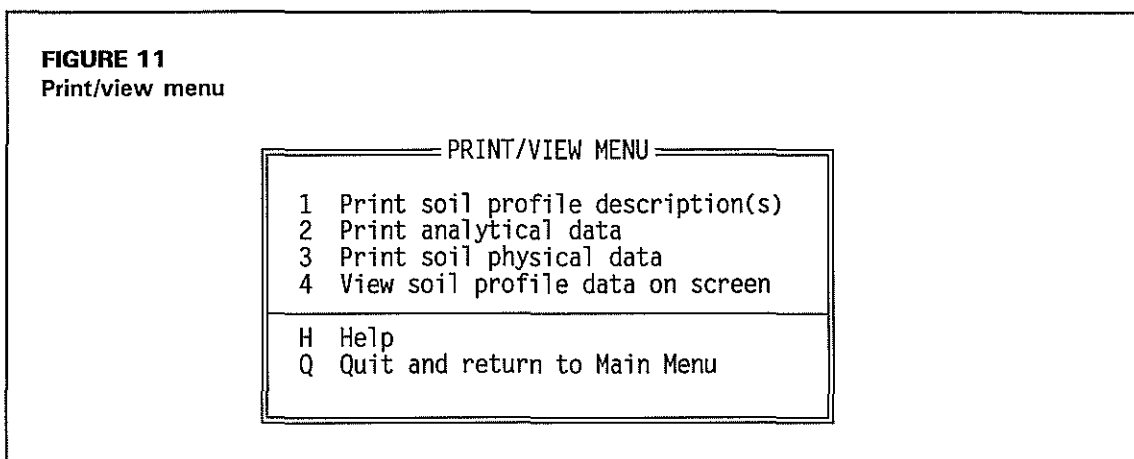 FIGURE 11
Print/view menu
PRINT/VIEW MENU
1 Print soil profile description(s)
2 Print analytical data
3 Print soil physical data
4 View soil profile data on screen
H Help
Q Quit and return to Main Menu